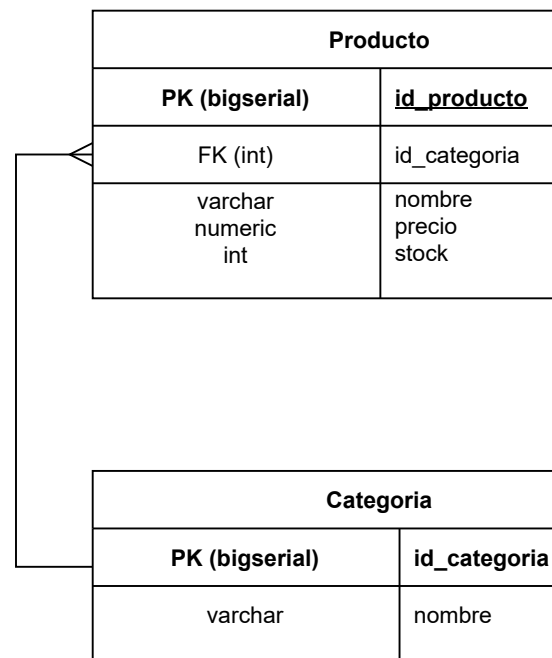 Producto
PK (bigserial) id_producto
FK (int) id_categoria
varchar nombre
numeric precio
int stock
Categoria
PK (bigserial) id_categoria
varchar nombre